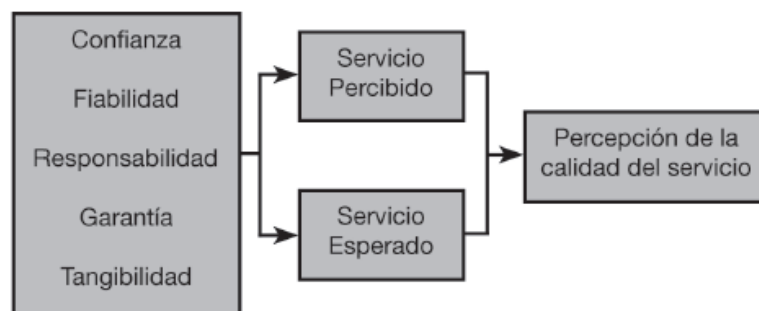 Confianza
Fiabilidad
Responsabilidad
Garantía
Tangibilidad
Servicio
Percibido
Servicio
Esperado
Percepción de la
calidad del servicio